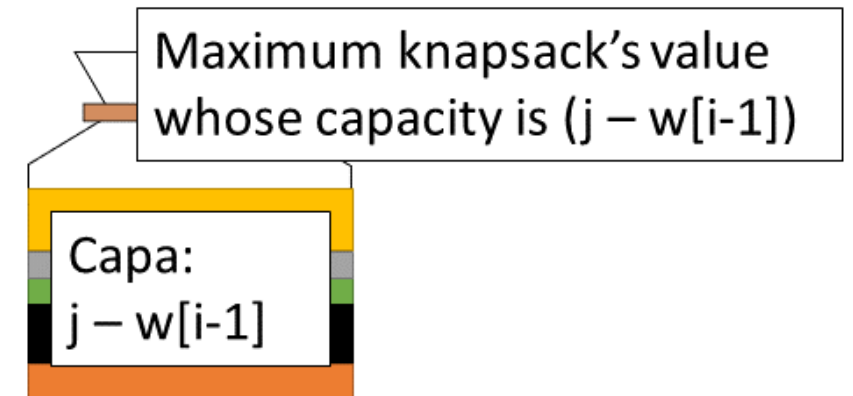 Maximum knapsack’s value
whose capacity is (j – w[i-1])
Capa:
j – w[i-1]